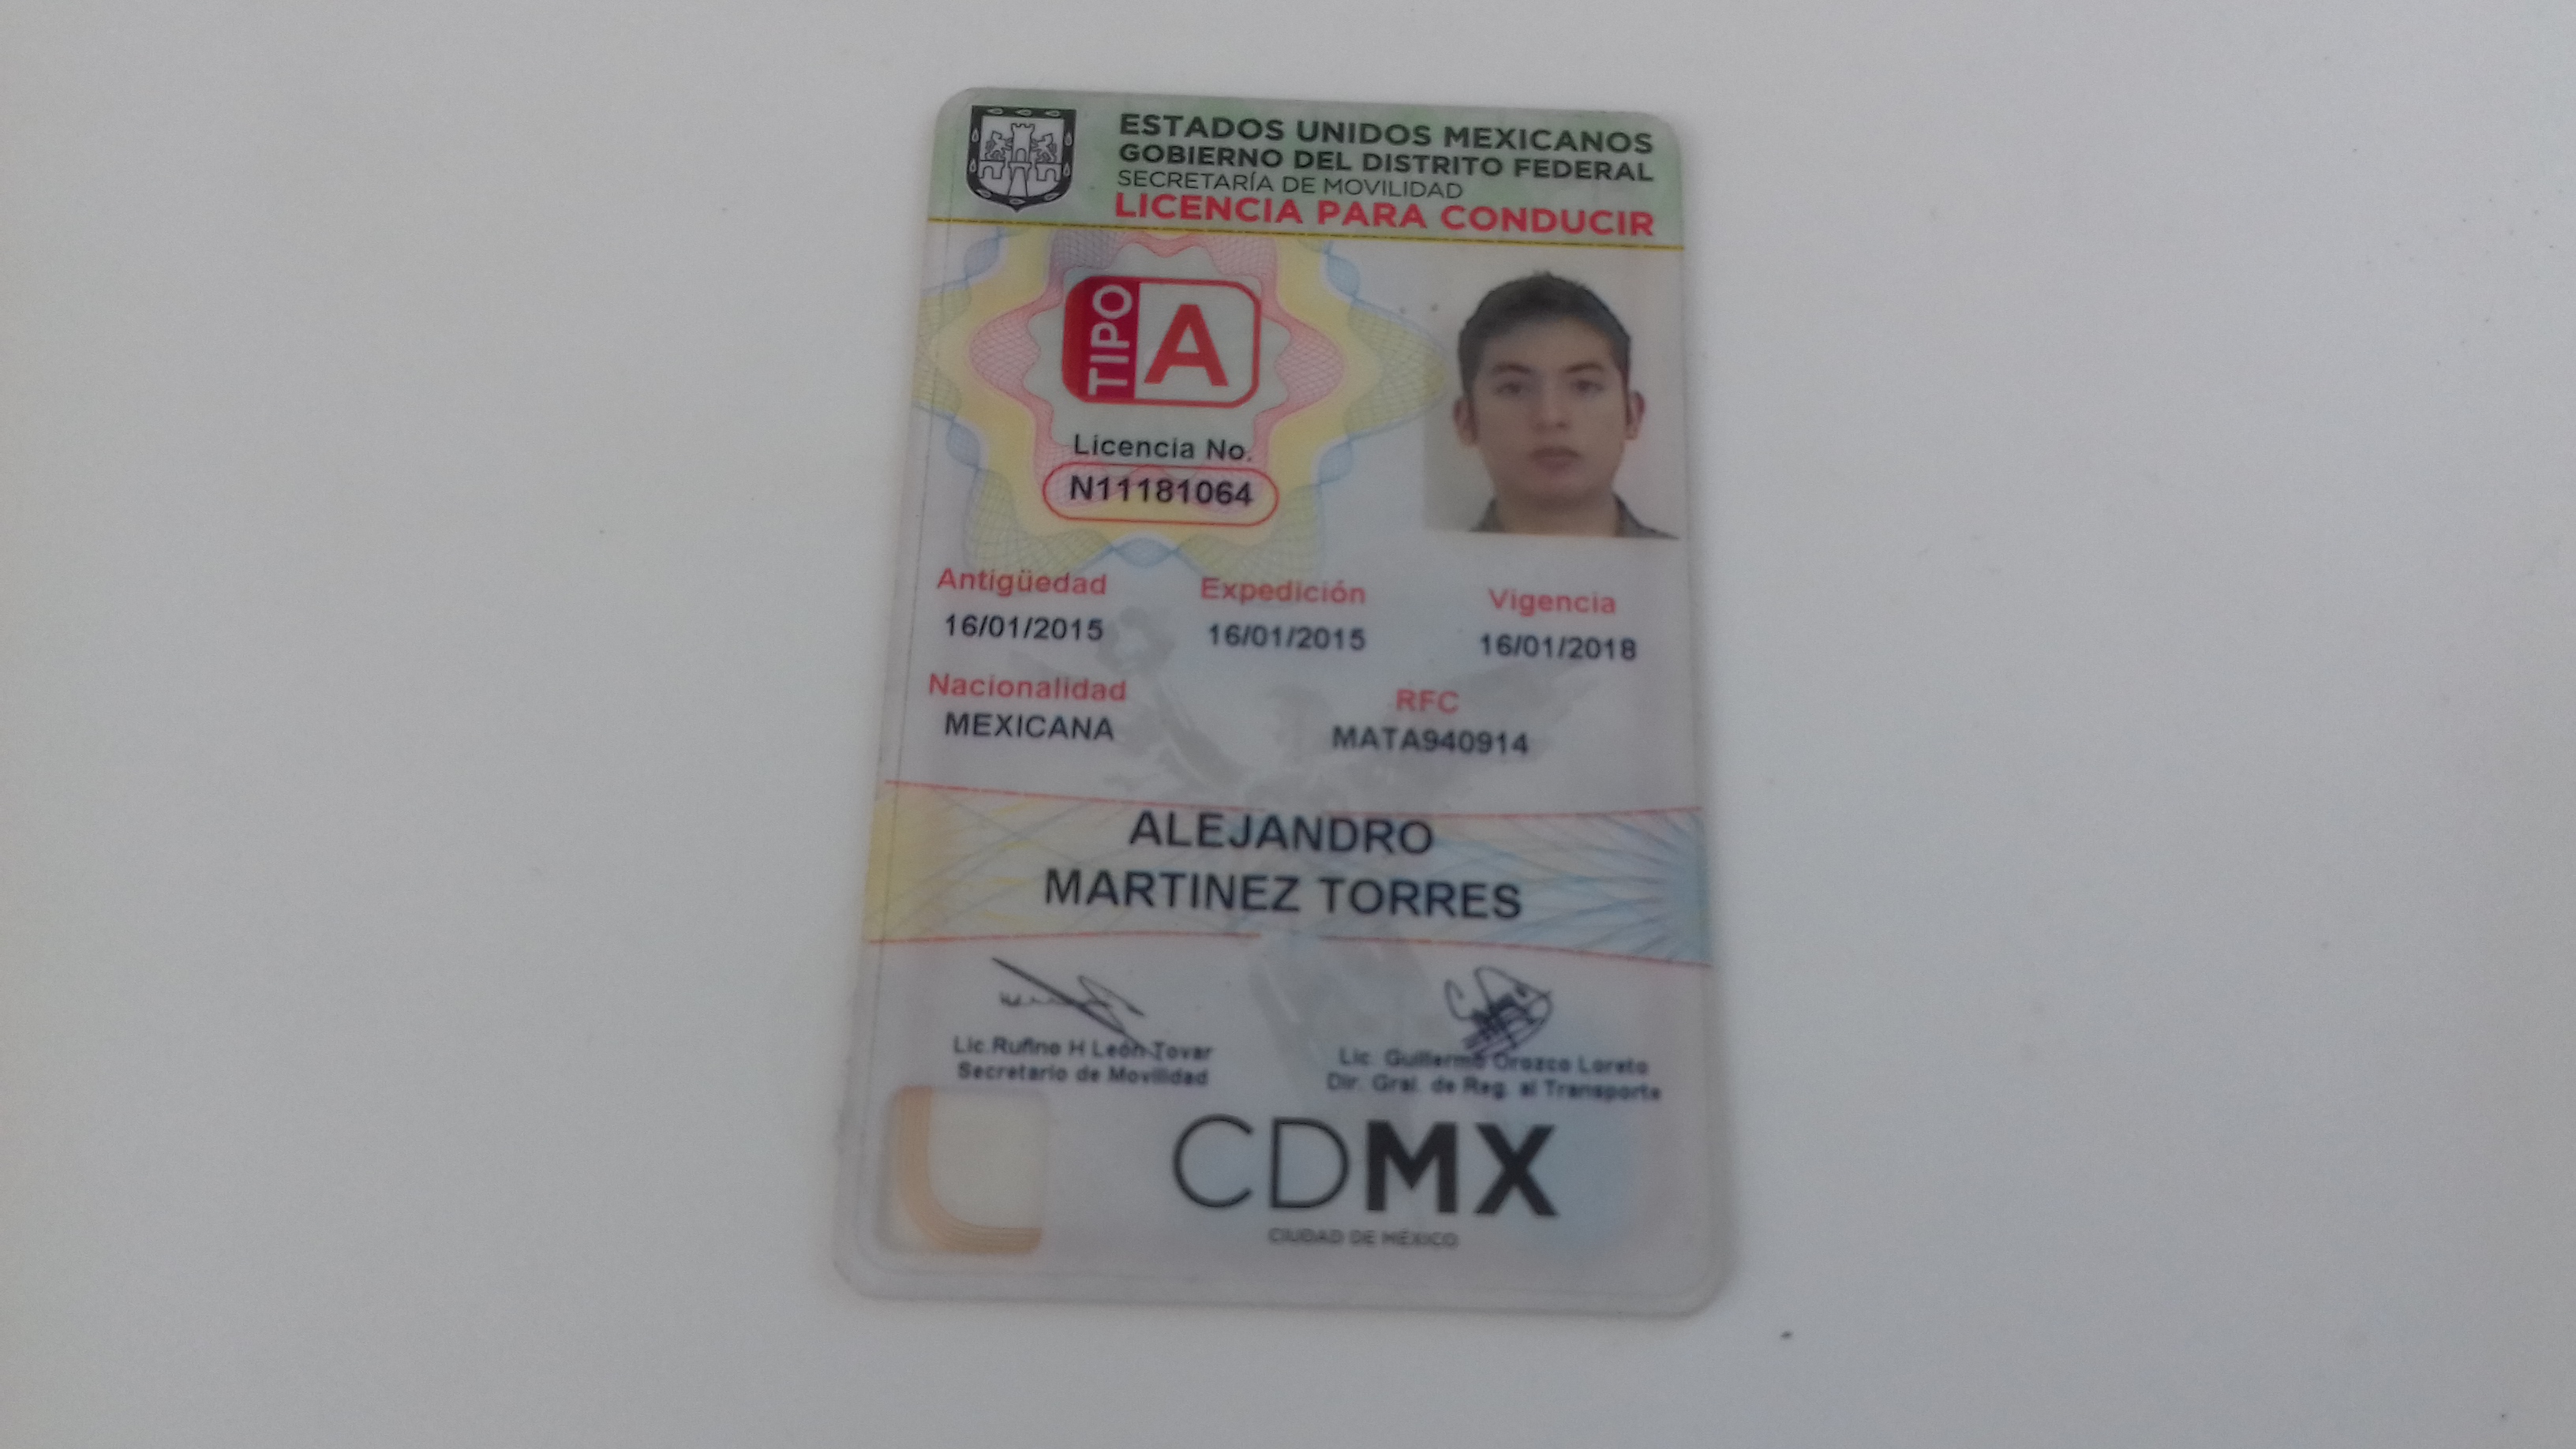 ESTADOS UNIDOS MEXICANOS
GOBIERNO DEL DISTRITO FEDERAL
SECRETARÍA DE MOVILIDAD
LICENCIA PARA CONDUCIR
TIPO A
Licencia No.
N11181064
Antigüedad Expedición Vigencia
16/01/2015 16/01/2015 16/01/2018
Nacionalidad RFC
MEXICANA MATA940914
ALEJANDRO
MARTINEZ TORRES
Lic. Rufino H León Tovar Lic. Guillermo Orozco Loreto
Secretario de Movilidad Dir. Gral. de Reg. al Transporte
CDMX
CIUDAD DE MÉXICO